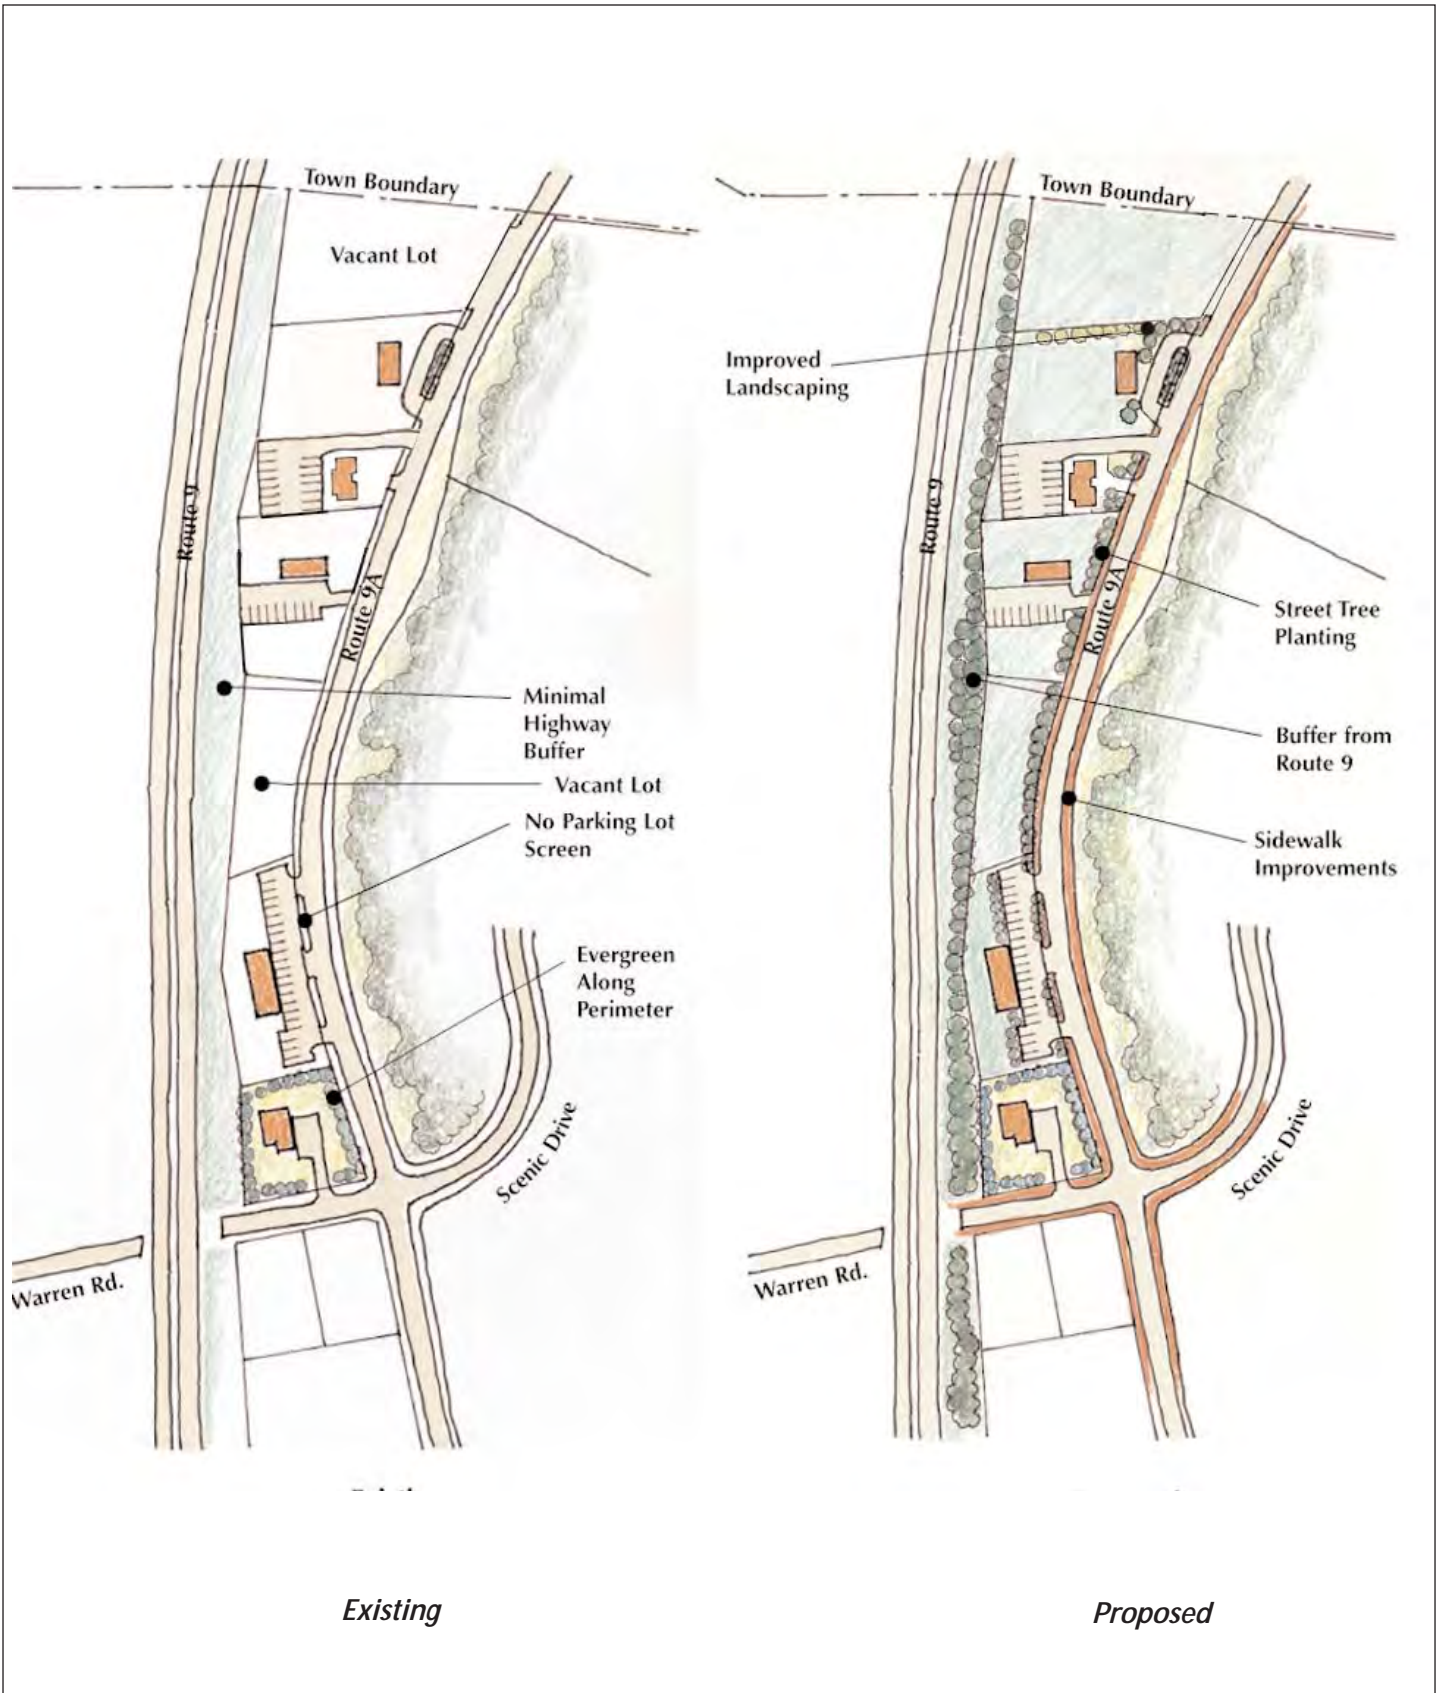 Town Boundary
Vacant Lot
Route 9
Route 9A
Minimal
Highway
Buffer
Vacant Lot
No Parking Lot
Screen
Evergreen
Along
Perimeter
Scenic Drive
Warren Rd.
Existing
Town Boundary
Improved
Landscaping
Route 9
Route 9A
Street Tree
Planting
Buffer from
Route 9
Sidewalk
Improvements
Scenic Drive
Warren Rd.
Proposed